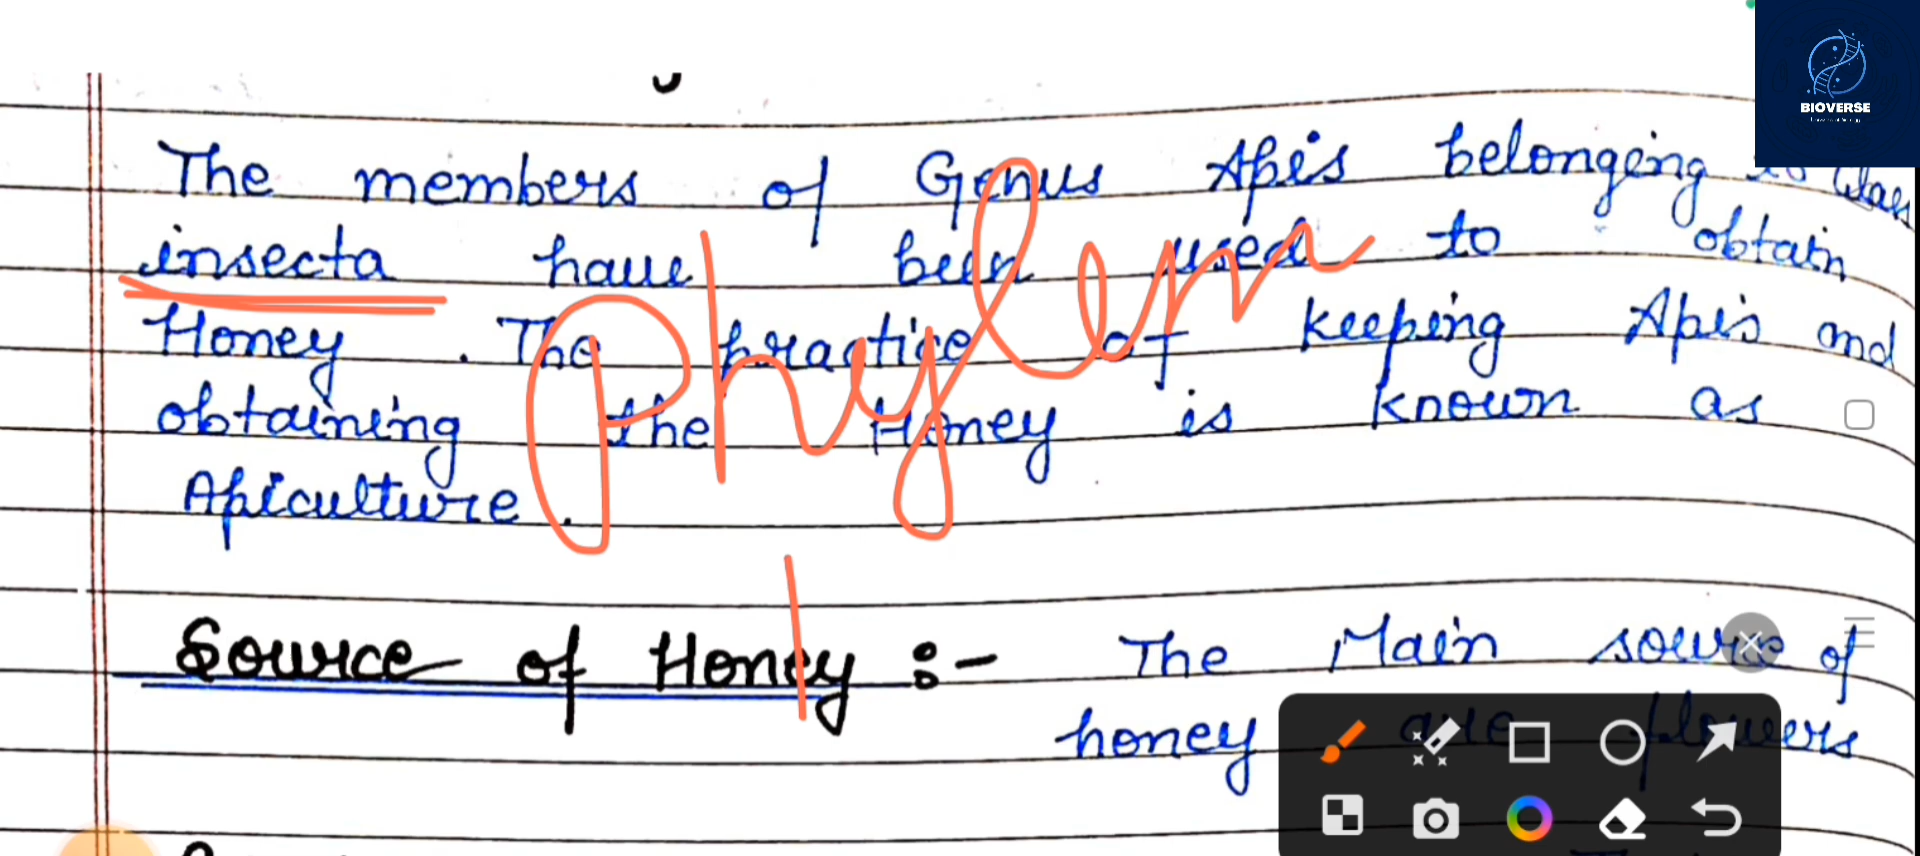 BIOVERSE
The members of Genus Apis belonging to Class
insecta have been used to obtain
Honey . The practice of keeping Apis and
obtaining the Honey is known as
Apiculture .
Phylem
Source of Honey :- The Main source of
honey are flowers